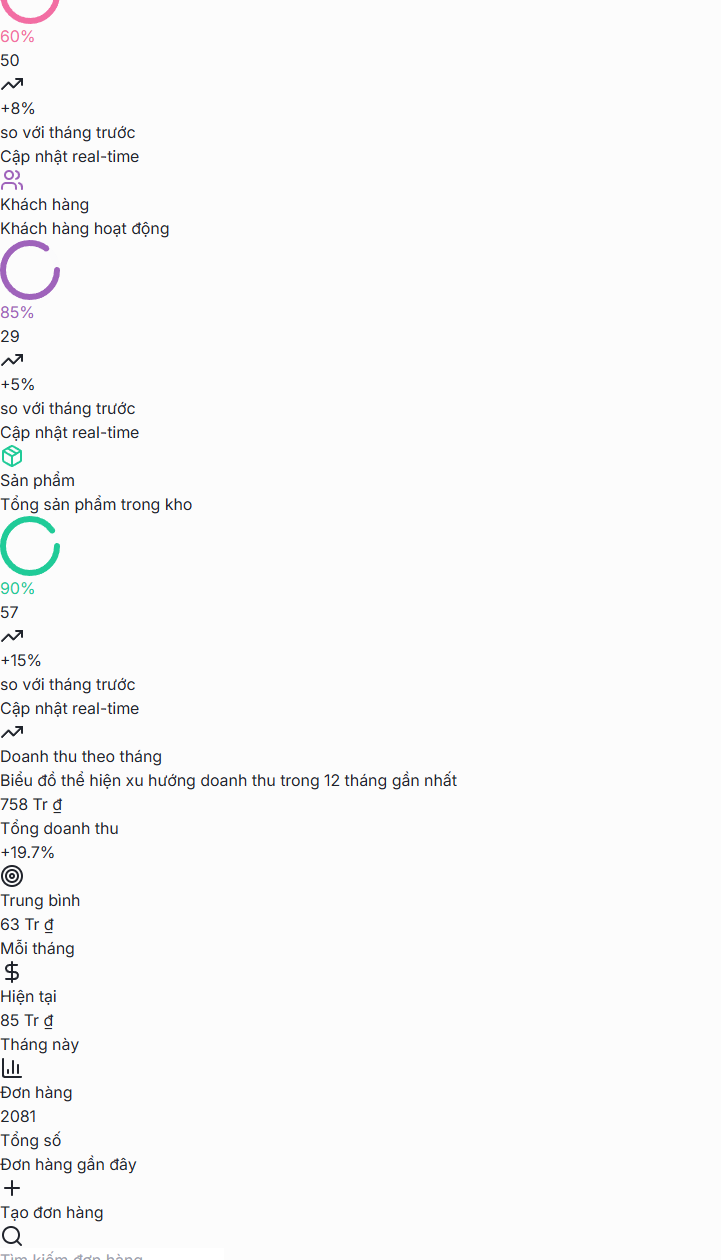 60%
50
+8%
so với tháng trước
Cập nhật real-time
Khách hàng
Khách hàng hoạt động
85%
29
+5%
so với tháng trước
Cập nhật real-time
Sản phẩm
Tổng sản phẩm trong kho
90%
57
+15%
so với tháng trước
Cập nhật real-time
Doanh thu theo tháng
Biểu đồ thể hiện xu hướng doanh thu trong 12 tháng gần nhất
758 Tr ₫
Tổng doanh thu
+19.7%
Trung bình
63 Tr ₫
Mỗi tháng
Hiện tại
85 Tr ₫
Tháng này
Đơn hàng
2081
Tổng số
Đơn hàng gần đây
Tạo đơn hàng
Tìm kiếm đơn hàng